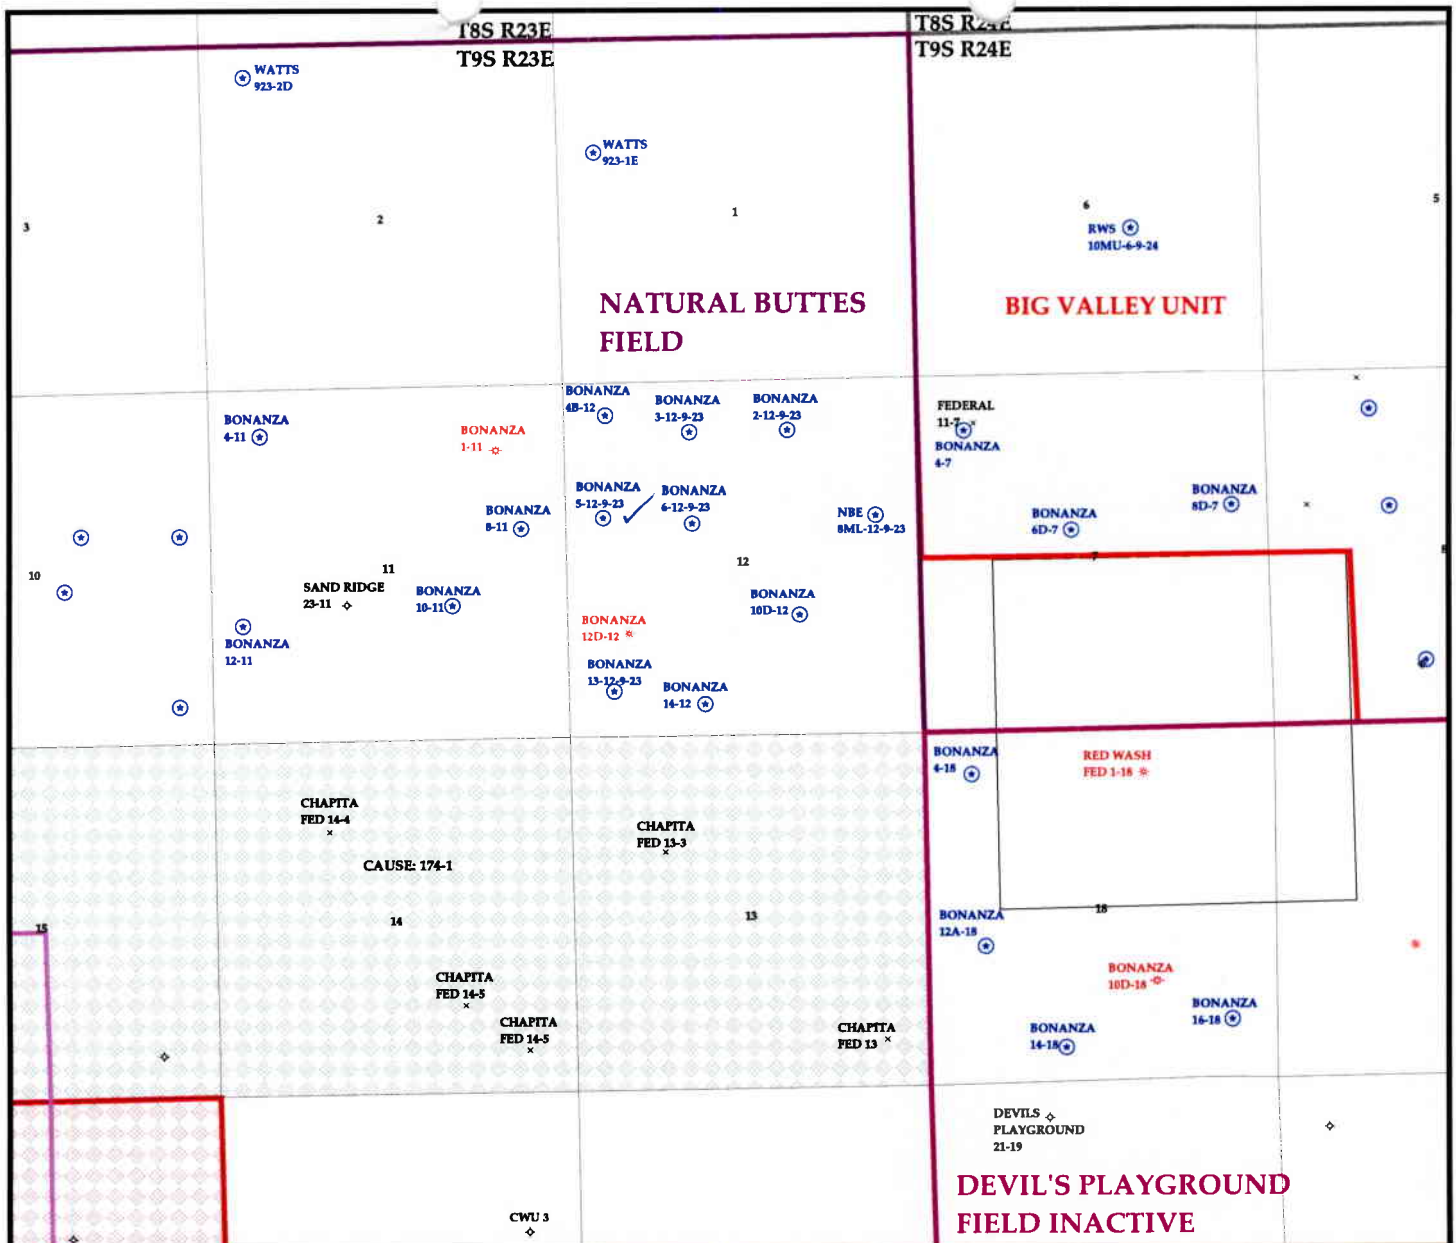 T8S R23E
T8S R24E
T9S R23E
T9S R24E
WATTS
923-2D
WATTS
923-1E
3
2
1
6
5
RWS
10MU-6-9-24
NATURAL BUTTES
FIELD
BIG VALLEY UNIT
BONANZA
4-11
BONANZA
1-11
BONANZA
4B-12
BONANZA
3-12-9-23
BONANZA
2-12-9-23
FEDERAL
11-7
BONANZA
4-7
BONANZA
8-11
BONANZA
5-12-9-23
BONANZA
6-12-9-23
NBE
8ML-12-9-23
BONANZA
6D-7
BONANZA
8D-7
10
11
12
7
8
SAND RIDGE
23-11
BONANZA
10-11
BONANZA
12D-12
BONANZA
10D-12
BONANZA
12-11
BONANZA
13-12-9-23
BONANZA
14-12
BONANZA
4-18
RED WASH
FED 1-18
CHAPITA
FED 14-4
CHAPITA
FED 13-3
CAUSE: 174-1
15
14
13
18
BONANZA
12A-18
CHAPITA
FED 14-5
CHAPITA
FED 14-5
CHAPITA
FED 13
BONANZA
10D-18
BONANZA
14-18
BONANZA
16-18
DEVILS
PLAYGROUND
21-19
DEVIL'S PLAYGROUND
FIELD INACTIVE
CWU 3